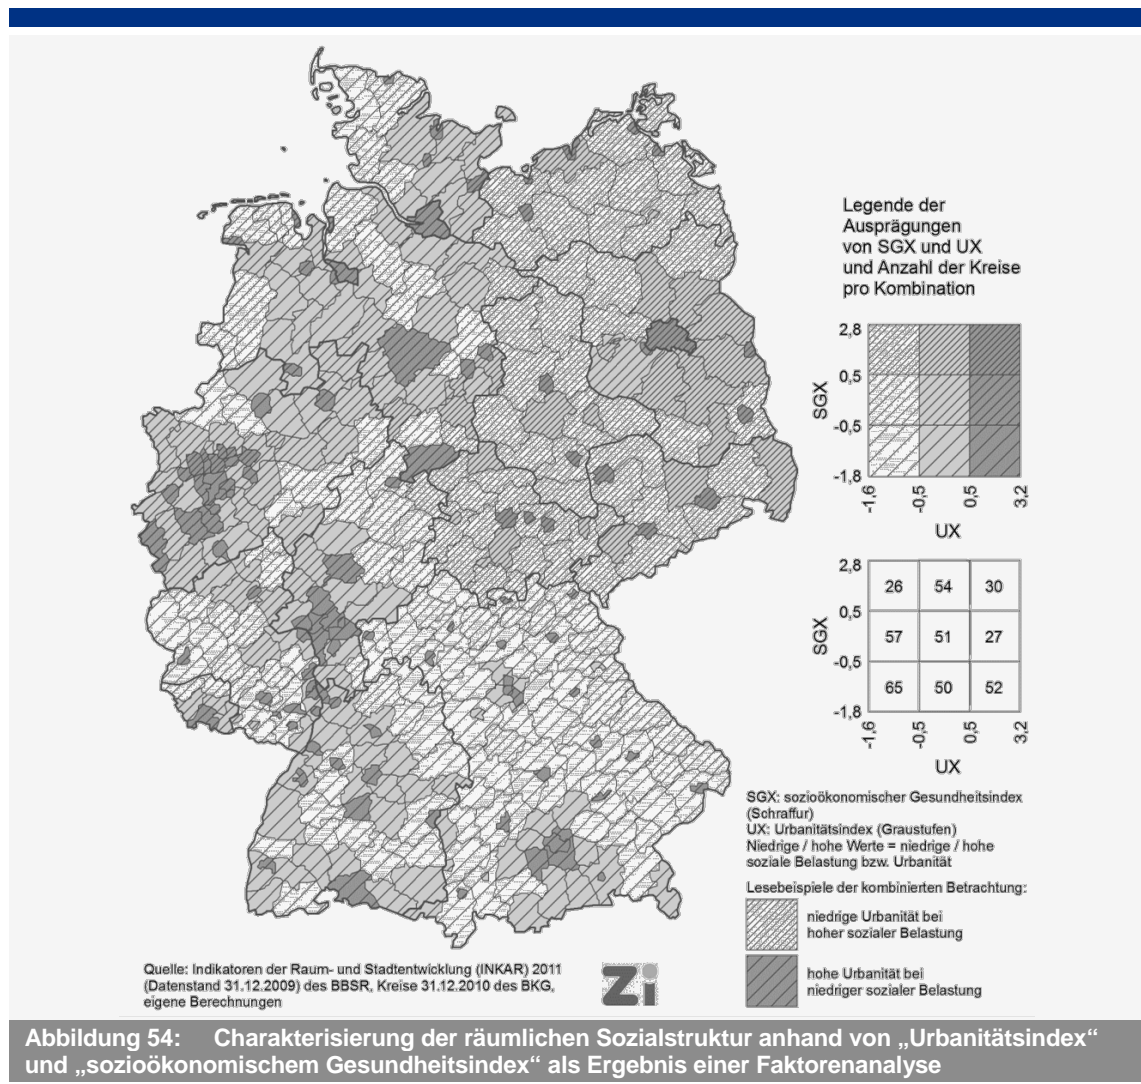 Legende der
Ausprägungen
von SGX und UX
und Anzahl der Kreise
pro Kombination
2,8
0,5
-0,5
-1,8
SGX
-1,6
-0,5
0,5
3,2
UX
2,8
0,5
-0,5
-1,8
SGX
26 54 30
57 51 27
65 50 52
-1,6
-0,5
0,5
3,2
UX
SGX: sozioökonomischer Gesundheitsindex
(Schraffur)
UX: Urbanitätsindex (Graustufen)
Niedrige / hohe Werte = niedrige / hohe
soziale Belastung bzw. Urbanität
Lesebeispiele der kombinierten Betrachtung:
niedrige Urbanität bei
hoher sozialer Belastung
hohe Urbanität bei
niedriger sozialer Belastung
Quelle: Indikatoren der Raum- und Stadtentwicklung (INKAR) 2011
(Datenstand 31.12.2009) des BBSR, Kreise 31.12.2010 des BKG,
eigene Berechnungen
Zi
Abbildung 54: Charakterisierung der räumlichen Sozialstruktur anhand von „Urbanitätsindex“
und „sozioökonomischem Gesundheitsindex“ als Ergebnis einer Faktorenanalyse